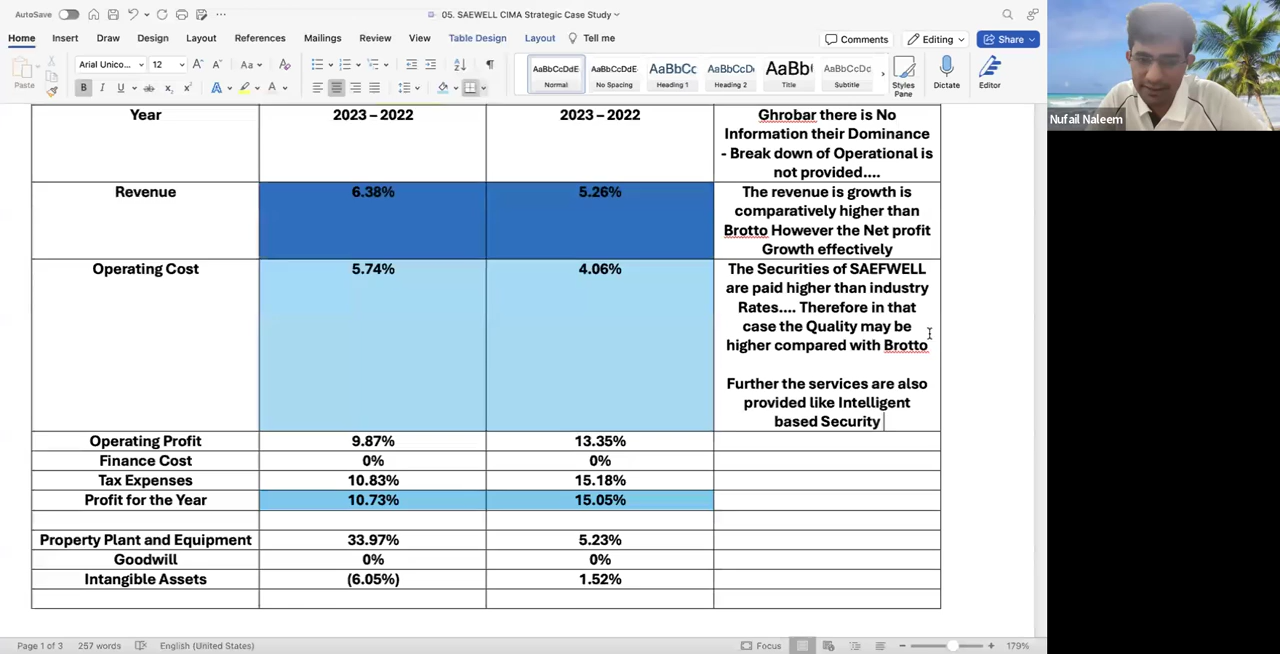 AutoSave
05. SAEWELL CIMA Strategic Case Study
Home Insert Draw Design Layout References Mailings Review View Table Design Layout Tell me
Comments Editing Share
Arial Unico... 12 A A Aa A
Paste
B I U ab x₂ x² A A
AaBbCcDdE AaBbCcDdE AaBbCc AaBbCcD AaBb( AaBbCcDc
Normal No Spacing Heading 1 Heading 2 Title Subtitle
Styles Pane
Dictate
Editor
Nufail Naleem
Year 2023 – 2022 2023 – 2022 Ghrobar there is No
Information their Dominance
- Break down of Operational is
not provided....
Revenue 6.38% 5.26% The revenue is growth is
comparatively higher than
Brotto However the Net profit
Growth effectively
Operating Cost 5.74% 4.06% The Securities of SAEFWELL
are paid higher than industry
Rates.... Therefore in that
case the Quality may be
higher compared with Brotto
Further the services are also
provided like Intelligent
based Security
Operating Profit 9.87% 13.35%
Finance Cost 0% 0%
Tax Expenses 10.83% 15.18%
Profit for the Year 10.73% 15.05%
Property Plant and Equipment 33.97% 5.23%
Goodwill 0% 0%
Intangible Assets (6.05%) 1.52%
Page 1 of 3 257 words English (United States) Focus 179%